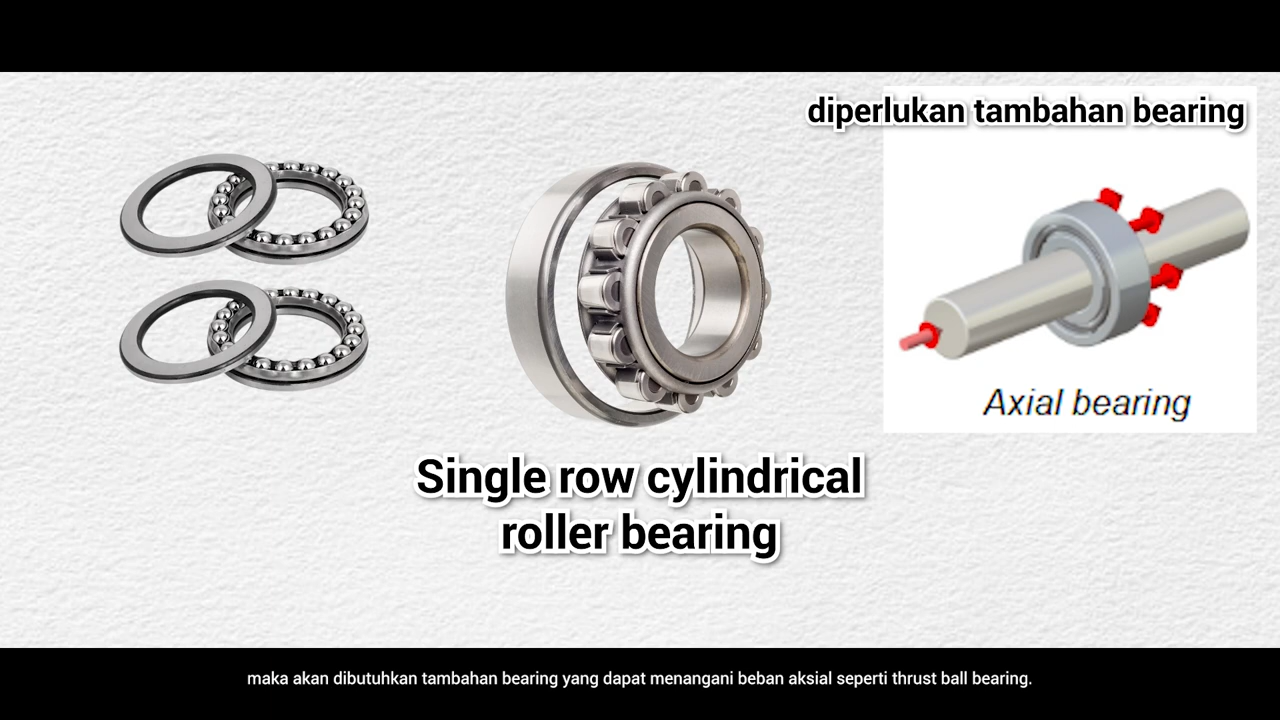 diperlukan tambahan bearing
Axial bearing
Single row cylindrical
roller bearing
maka akan dibutuhkan tambahan bearing yang dapat menangani beban aksial seperti thrust ball bearing.